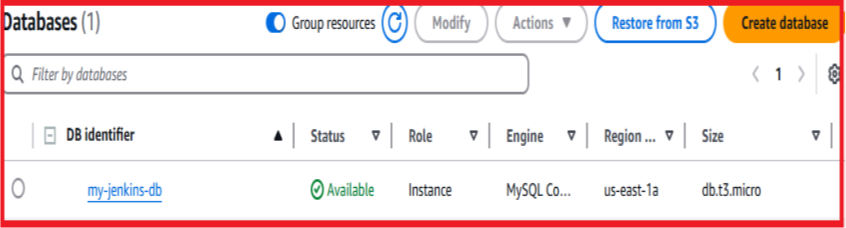 Databases (1) Group resources Modify Actions Restore from S3 Create database
Filter by databases 1
DB identifier Status Role Engine Region ... Size
my-jenkins-db Available Instance MySQL Co... us-east-1a db.t3.micro